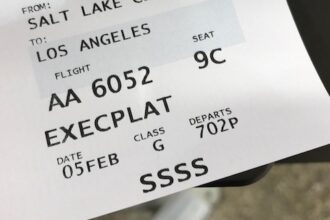 FROM:
SALT LAKE C
TO:
LOS ANGELES
FLIGHT SEAT
AA 6052 9C
EXECPLAT
DATE CLASS DEPARTS
05FEB G 702P
SSSS